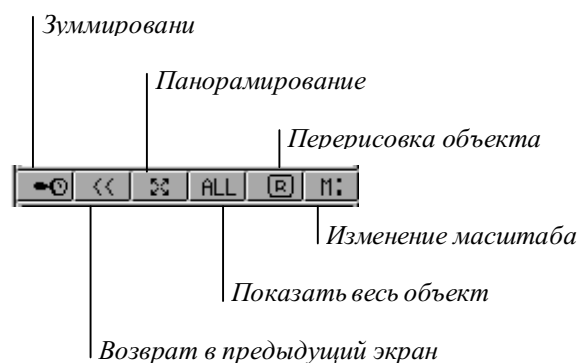 Зуммировани
Панорамирование
Перерисовка объекта
<< ALL R M:
Изменение масштаба
Показать весь объект
Возврат в предыдущий экран